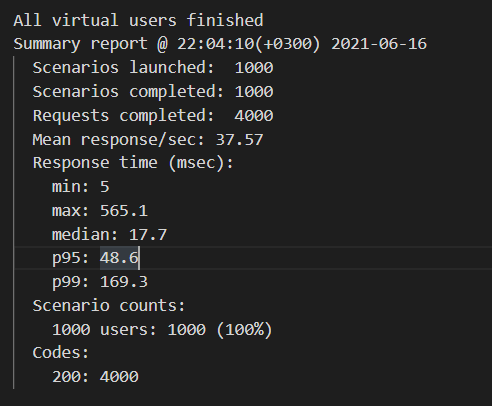 All virtual users finished
Summary report @ 22:04:10(+0300) 2021-06-16
Scenarios launched:  1000
Scenarios completed: 1000
Requests completed:  4000
Mean response/sec: 37.57
Response time (msec):
min: 5
max: 565.1
median: 17.7
p95: 48.6
p99: 169.3
Scenario counts:
1000 users: 1000 (100%)
Codes:
200: 4000